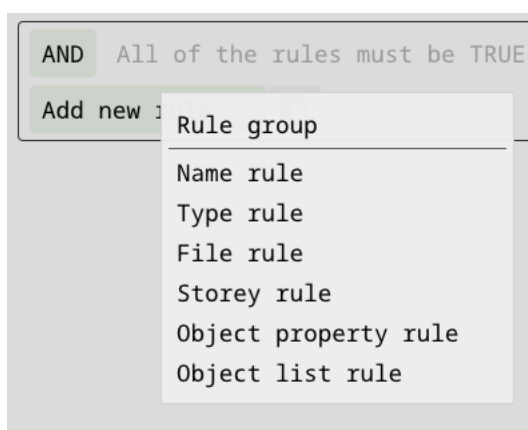 AND All of the rules must be TRUE
Add new
Rule group
Name rule
Type rule
File rule
Storey rule
Object property rule
Object list rule